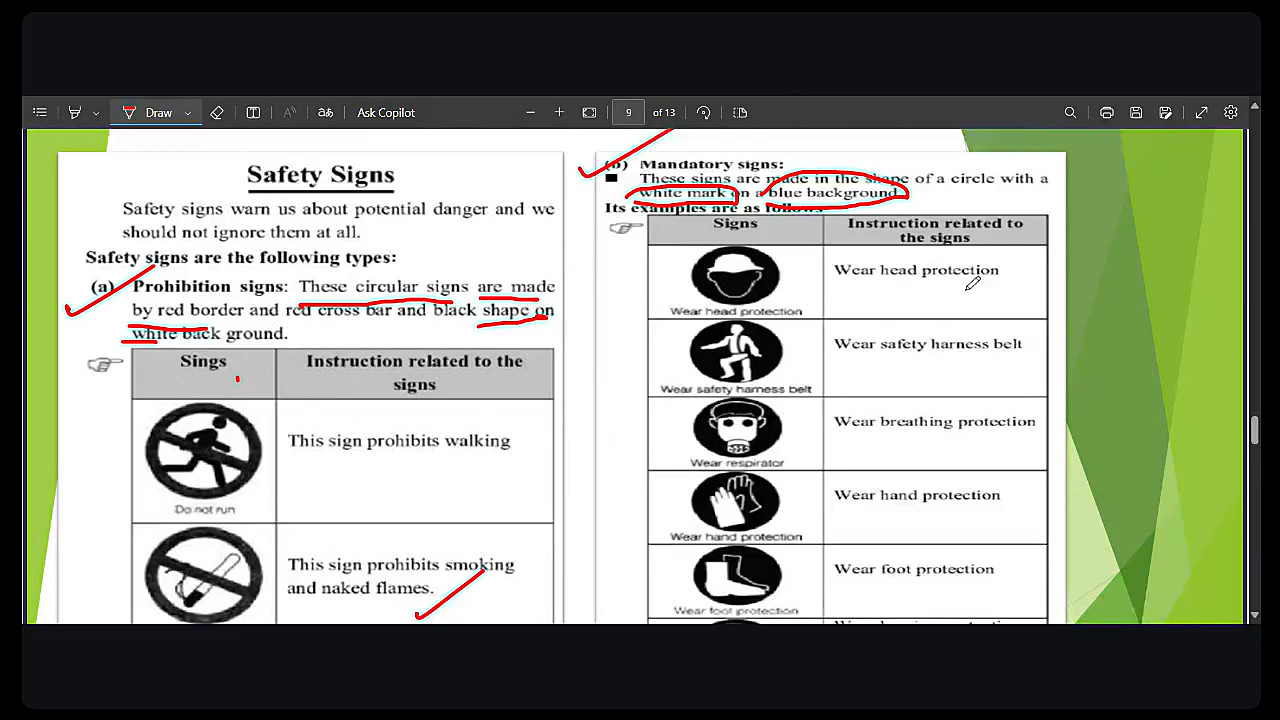 Draw
aあ
Ask Copilot
9 of 13
Safety Signs
Safety signs warn us about potential danger and we
should not ignore them at all.
Safety signs are the following types:
(a) Prohibition signs: These circular signs are made
by red border and red cross bar and black shape on
white back ground.
Sings
Instruction related to the
signs
Do not run
This sign prohibits walking
This sign prohibits smoking
and naked flames.
(b) Mandatory signs:
These signs are made in the shape of a circle with a
white mark on a blue background.
Its examples are as follows
Signs
Instruction related to
the signs
Wear head protection
Wear head protection
Wear safety harness belt
Wear safety harness belt
Wear respirator
Wear breathing protection
Wear hand protection
Wear hand protection
Wear foot protection
Wear foot protection